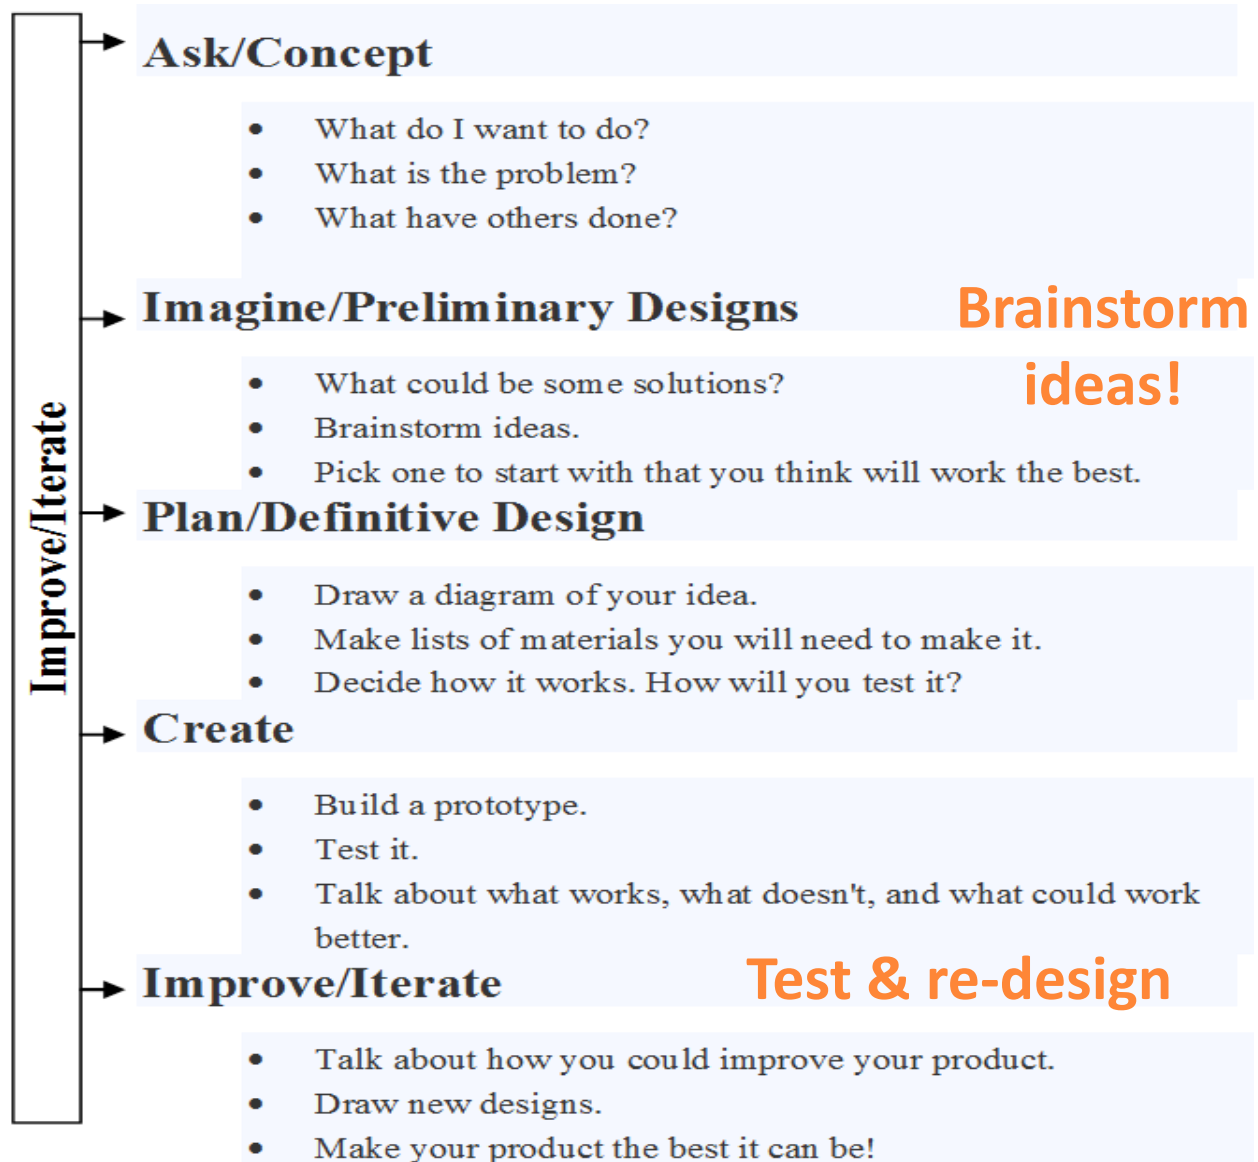 Improve/Iterate
Ask/Concept
• What do I want to do?
• What is the problem?
• What have others done?
Imagine/Preliminary Designs
Brainstorm
ideas!
• What could be some solutions?
• Brainstorm ideas.
• Pick one to start with that you think will work the best.
Plan/Definitive Design
• Draw a diagram of your idea.
• Make lists of materials you will need to make it.
• Decide how it works. How will you test it?
Create
• Build a prototype.
• Test it.
• Talk about what works, what doesn't, and what could work
better.
Improve/Iterate
Test & re-design
• Talk about how you could improve your product.
• Draw new designs.
• Make your product the best it can be!